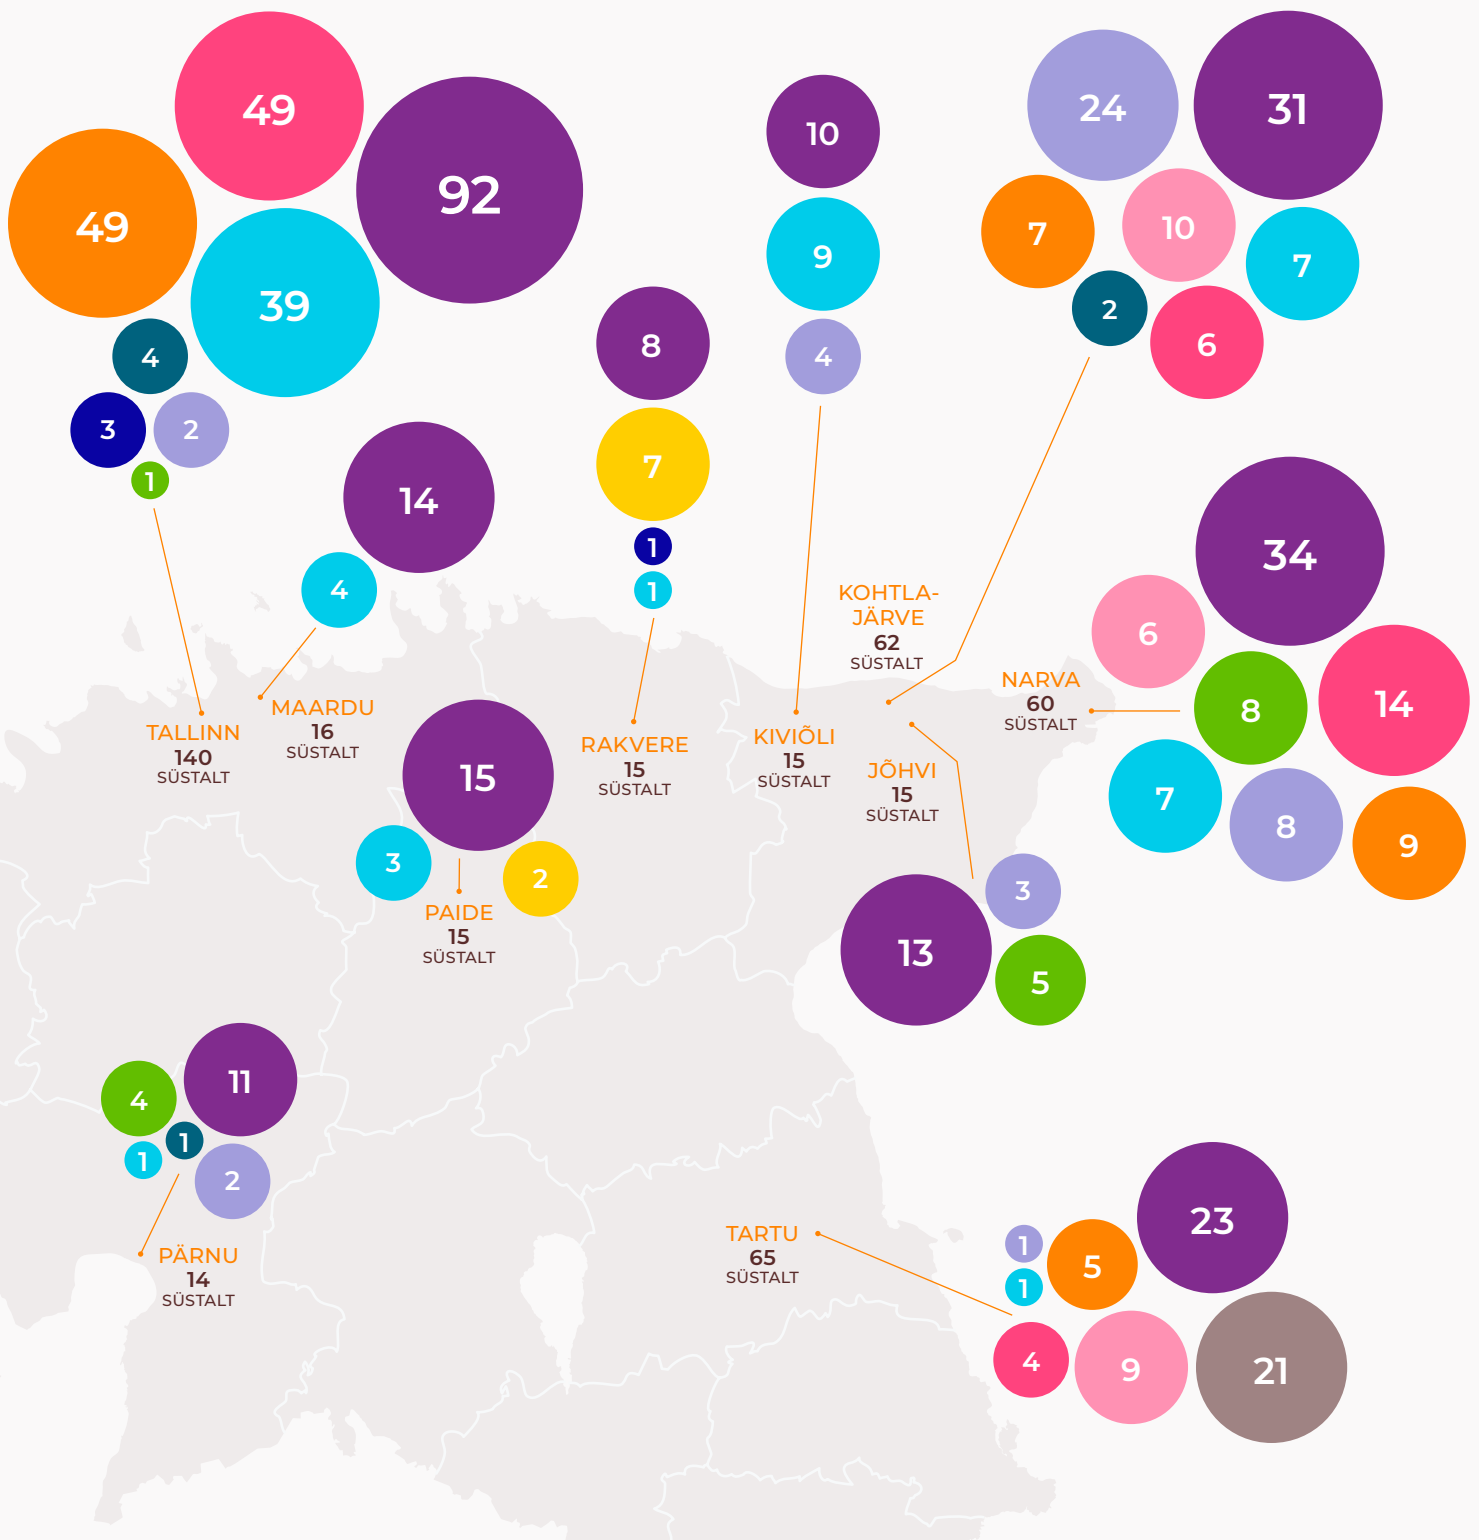 49
92
49
39
4
3
2
1
14
4
8
7
1
1
10
9
4
24
31
7
10
7
2
6
34
6
14
8
7
8
9
KOHTLA-
JÄRVE
62
SÜSTALT
NARVA
60
SÜSTALT
TALLINN
140
SÜSTALT
MAARDU
16
SÜSTALT
RAKVERE
15
SÜSTALT
KIVIÕLI
15
SÜSTALT
JÕHVI
15
SÜSTALT
15
3
2
PAIDE
15
SÜSTALT
3
13
5
11
4
1
1
2
PÄRNU
14
SÜSTALT
TARTU
65
SÜSTALT
23
1
5
1
4
9
21